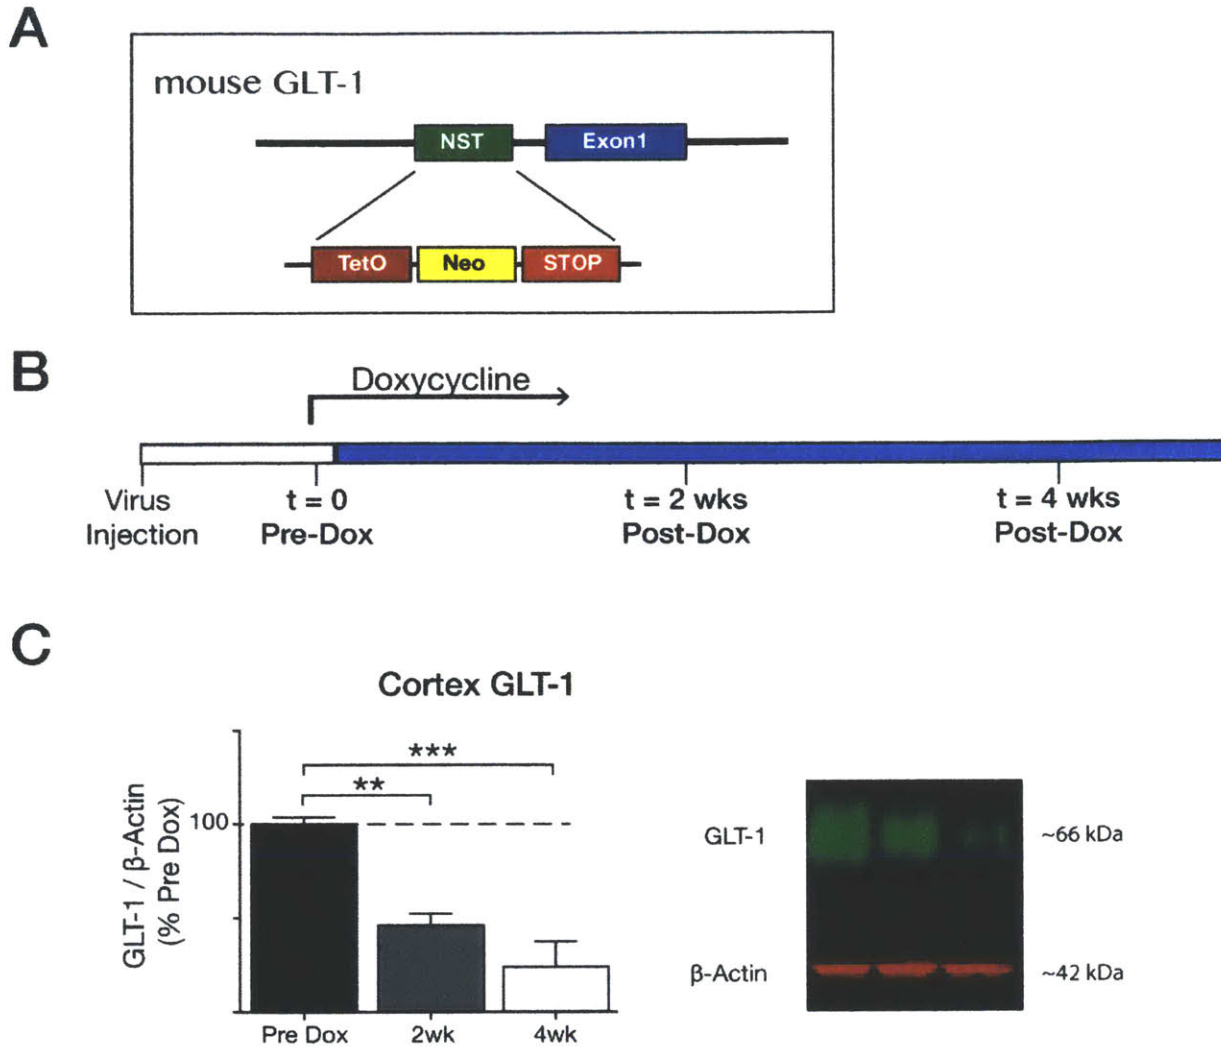 A
mouse GLT-1
NST Exon1
TetO Neo STOP
B
Doxycycline
Virus
Injection
t = 0
Pre-Dox
t = 2 wks
Post-Dox
t = 4 wks
Post-Dox
C
Cortex GLT-1
GLT-1 / β-Actin
(% Pre Dox)
100
***
**
Pre Dox 2wk 4wk
GLT-1 ~66 kDa
β-Actin ~42 kDa